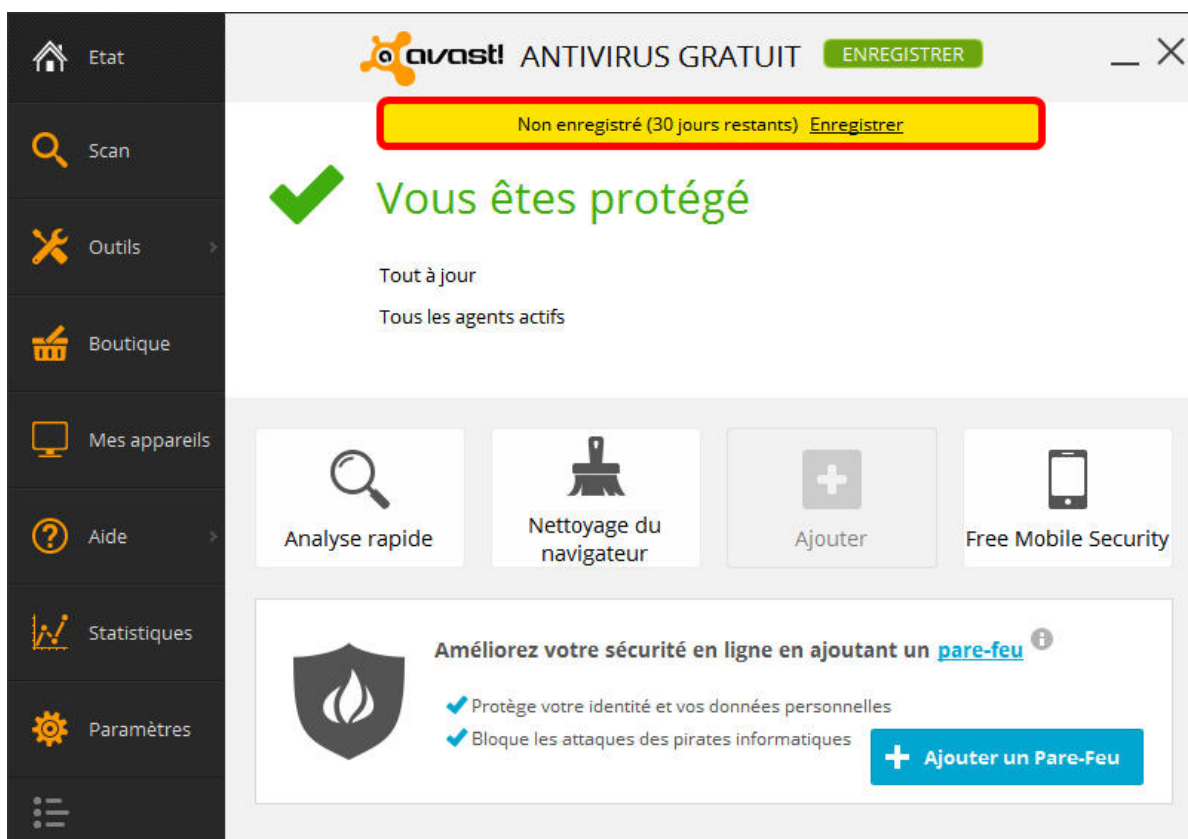 Etat
Scan
Outils
Boutique
Mes appareils
Aide
Statistiques
Paramètres
avast! ANTIVIRUS GRATUIT ENREGISTRER
Non enregistré (30 jours restants) Enregistrer
Vous êtes protégé
Tout à jour
Tous les agents actifs
Analyse rapide
Nettoyage du
navigateur
Ajouter
Free Mobile Security
Améliorez votre sécurité en ligne en ajoutant un pare-feu
Protège votre identité et vos données personnelles
Bloque les attaques des pirates informatiques
Ajouter un Pare-Feu